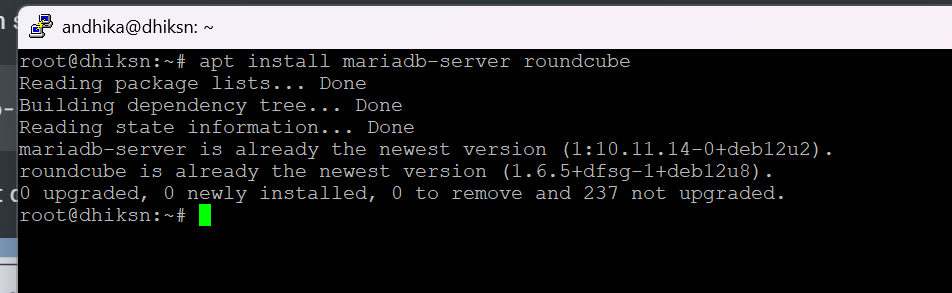 andhika@dhiksn: ~
root@dhiksn:~# apt install mariadb-server roundcube
Reading package lists... Done
Building dependency tree... Done
Reading state information... Done
mariadb-server is already the newest version (1:10.11.14-0+deb12u2).
roundcube is already the newest version (1.6.5+dfsg-1+deb12u8).
0 upgraded, 0 newly installed, 0 to remove and 237 not upgraded.
root@dhiksn:~#